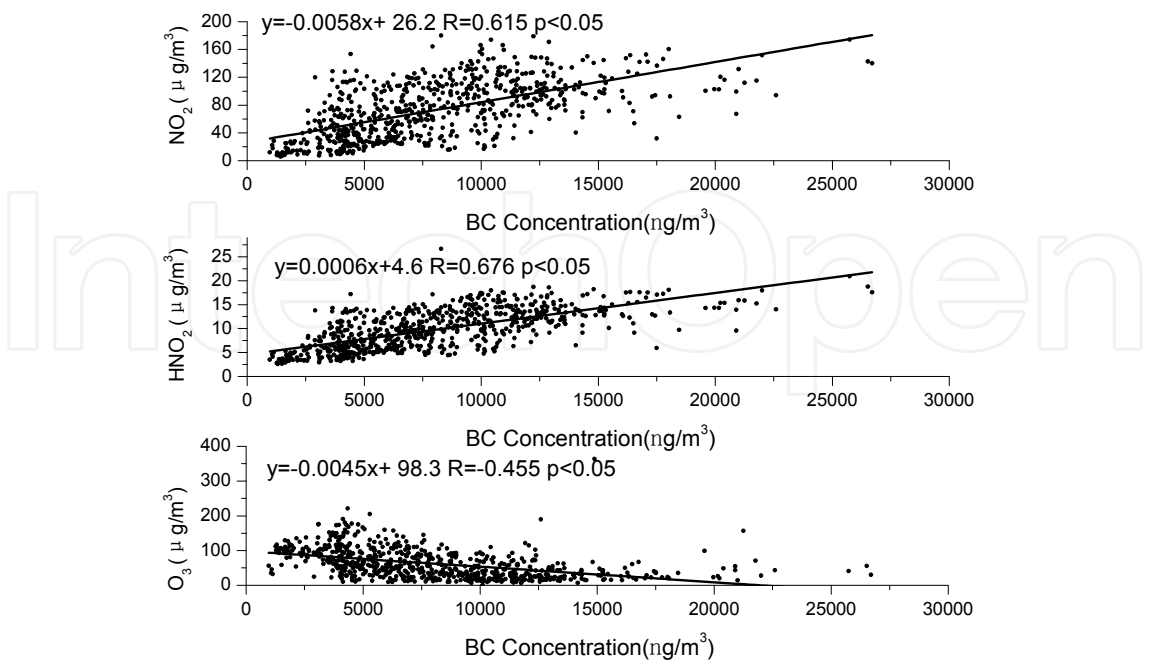 y=-0.0058x+ 26.2 R=0.615 p<0.05
NO2 ( μ g/m3)
200
160
120
80
40
0
0 5000 10000 15000 20000 25000 30000
BC Concentration(ng/m3)
y=0.0006x+4.6 R=0.676 p<0.05
HNO2 ( μ g/m3)
25
20
15
10
5
0
0 5000 10000 15000 20000 25000 30000
BC Concentration(ng/m3)
y=-0.0045x+ 98.3 R=-0.455 p<0.05
O3 ( μ g/m3)
400
300
200
100
0
0 5000 10000 15000 20000 25000 30000
BC Concentration(ng/m3)
IntechOpen